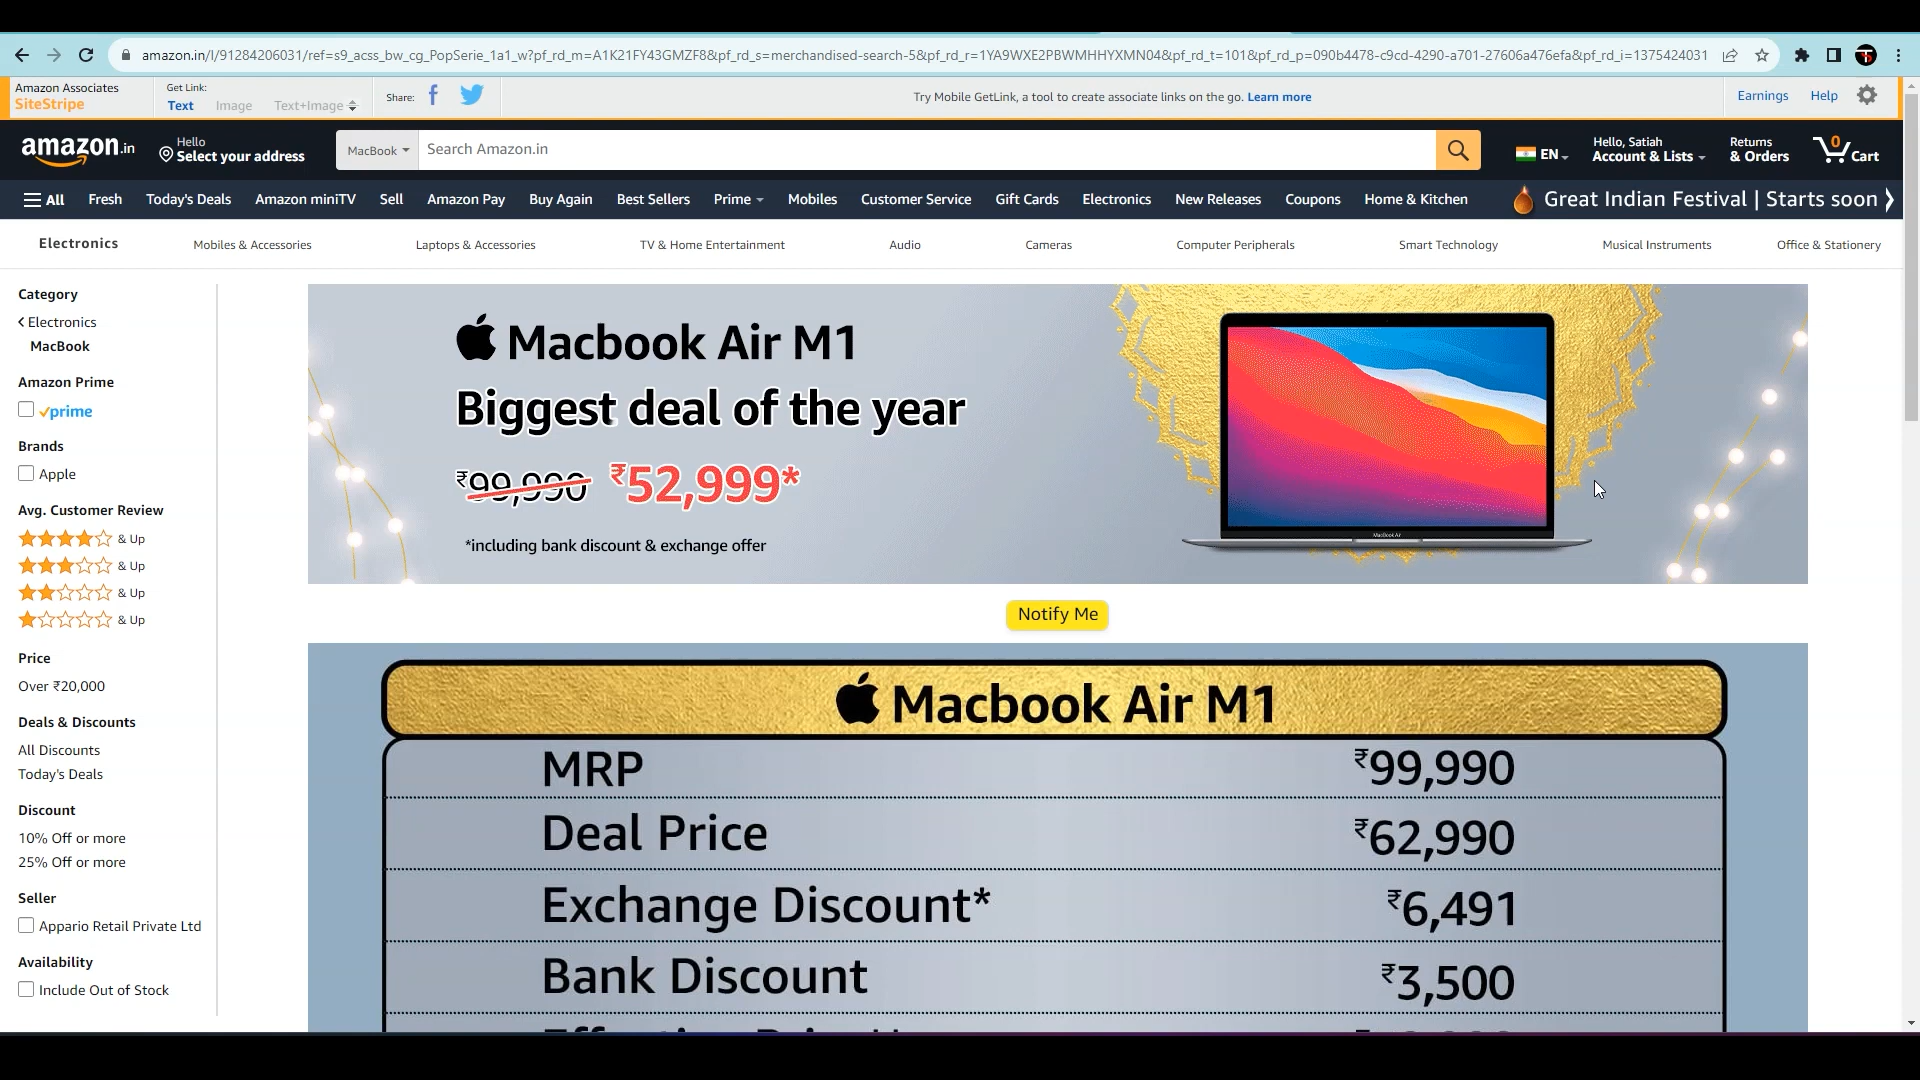 amazon.in/l/91284206031/ref=s9_acss_bw_cg_PopSerie_1a1_w?pf_rd_m=A1K21FY43GMZF8&pf_rd_s=merchandised-search-5&pf_rd_r=1YA9WXE2PBWMHHYXMN04&pf_rd_t=101&pf_rd_p=090b4478-c9cd-4290-a701-27606a476efa&pf_rd_i=1375424031
Amazon Associates
SiteStripe
Get Link:
Text Image Text+Image
Share:
Try Mobile GetLink, a tool to create associate links on the go. Learn more
Earnings Help
amazon.in
Hello
Select your address
MacBook
Search Amazon.in
EN
Hello, Satiah
Account & Lists
Returns
& Orders
0
Cart
All Fresh Today's Deals Amazon miniTV Sell Amazon Pay Buy Again Best Sellers Prime Mobiles Customer Service Gift Cards Electronics New Releases Coupons Home & Kitchen Great Indian Festival | Starts soon
Electronics Mobiles & Accessories Laptops & Accessories TV & Home Entertainment Audio Cameras Computer Peripherals Smart Technology Musical Instruments Office & Stationery
Category
Electronics
MacBook
Amazon Prime
prime
Brands
Apple
Avg. Customer Review
& Up
& Up
& Up
& Up
Price
Over ₹20,000
Deals & Discounts
All Discounts
Today's Deals
Discount
10% Off or more
25% Off or more
Seller
Appario Retail Private Ltd
Availability
Include Out of Stock
Macbook Air M1
Biggest deal of the year
₹99,990 ₹52,999*
*including bank discount & exchange offer
MacBook Air
Notify Me
Macbook Air M1
MRP ₹99,990
Deal Price ₹62,990
Exchange Discount* ₹6,491
Bank Discount ₹3,500